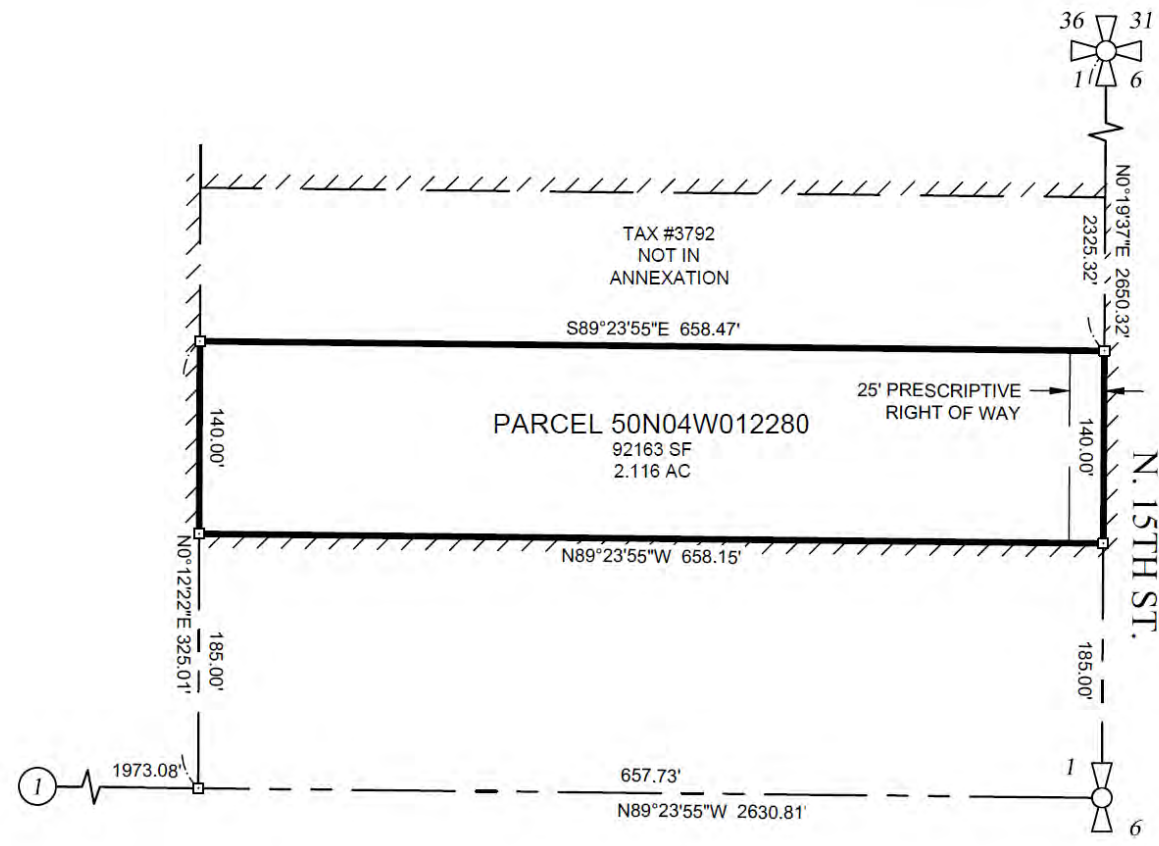 36 31
1 6
N0°19'37"E 2650.32'
2325.32'
TAX #3792
NOT IN
ANNEXATION
S89°23'55"E 658.47'
25' PRESCRIPTIVE
RIGHT OF WAY
PARCEL 50N04W012280
92163 SF
2.116 AC
140.00'
140.00'
N. 15TH ST.
N89°23'55"W 658.15'
N0°12'22"E 325.01'
185.00'
185.00'
1
1973.08'
657.73'
N89°23'55"W 2630.81'
1
6